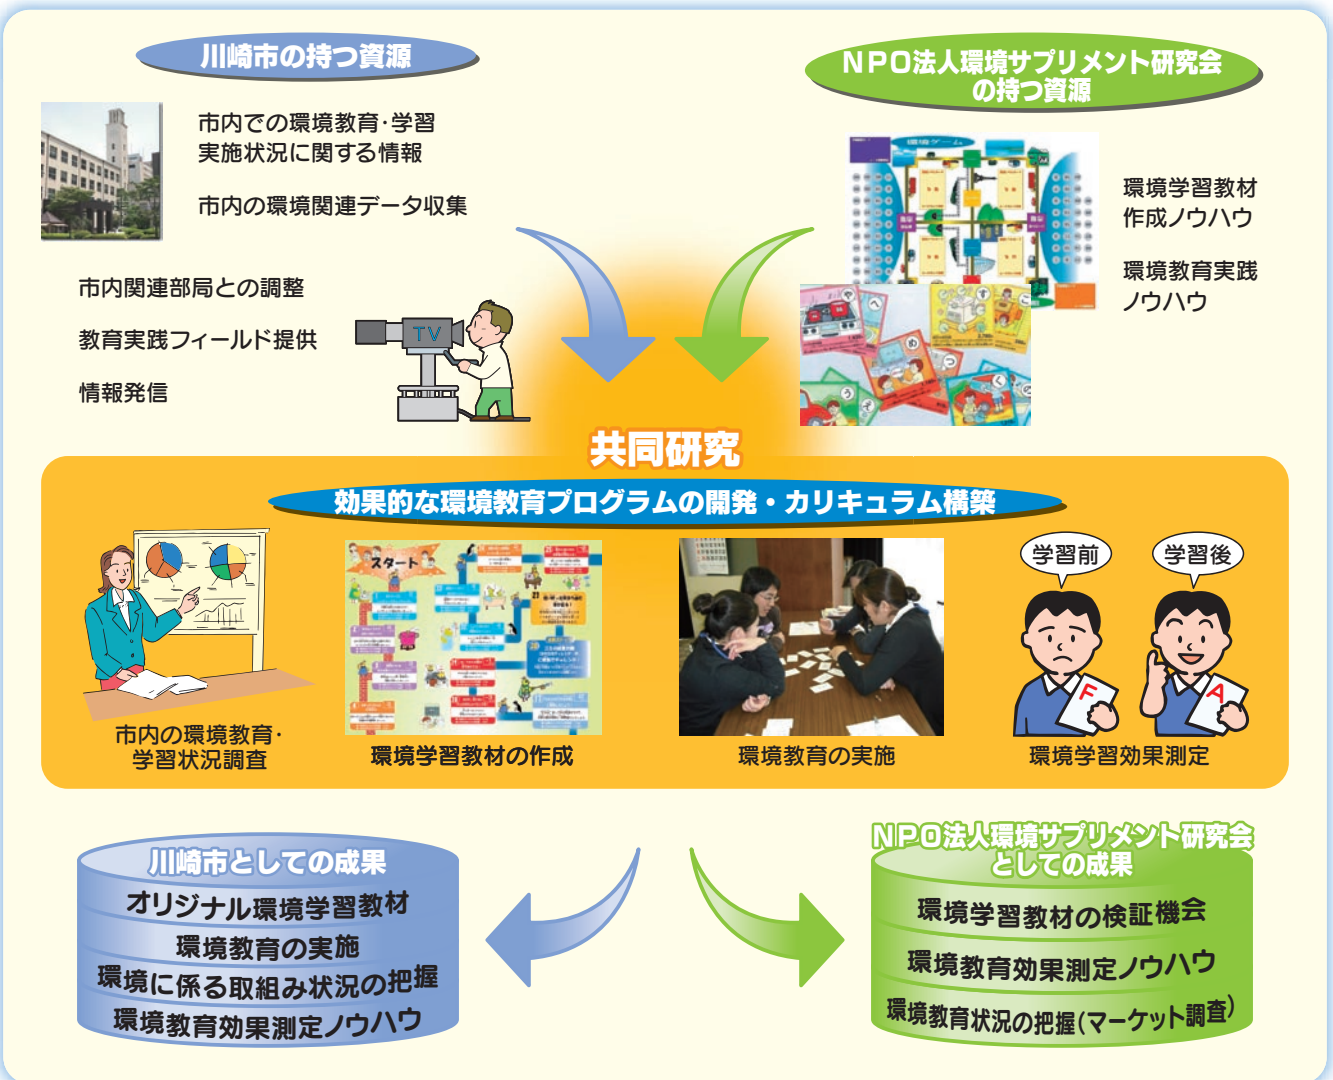 川崎市の持つ資源
市内での環境教育・学習
実施状況に関する情報
市内の環境関連データ収集
市内関連部局との調整
教育実践フィールド提供
情報発信
TV
NPO法人環境サプリメント研究会
の持つ資源
環境ゲーム
環境学習教材
作成ノウハウ
環境教育実践
ノウハウ
や
へ
す
こ
め
つ
く
う
そ
共同研究
効果的な環境教育プログラムの開発・カリキュラム構築
スタート
学習前
学習後
F
A
市内の環境教育・
学習状況調査
環境学習教材の作成
環境教育の実施
環境学習効果測定
川崎市としての成果
オリジナル環境学習教材
環境教育の実施
環境に係る取組み状況の把握
環境教育効果測定ノウハウ
NPO法人環境サプリメント研究会
としての成果
環境学習教材の検証機会
環境教育効果測定ノウハウ
環境教育状況の把握(マーケット調査)